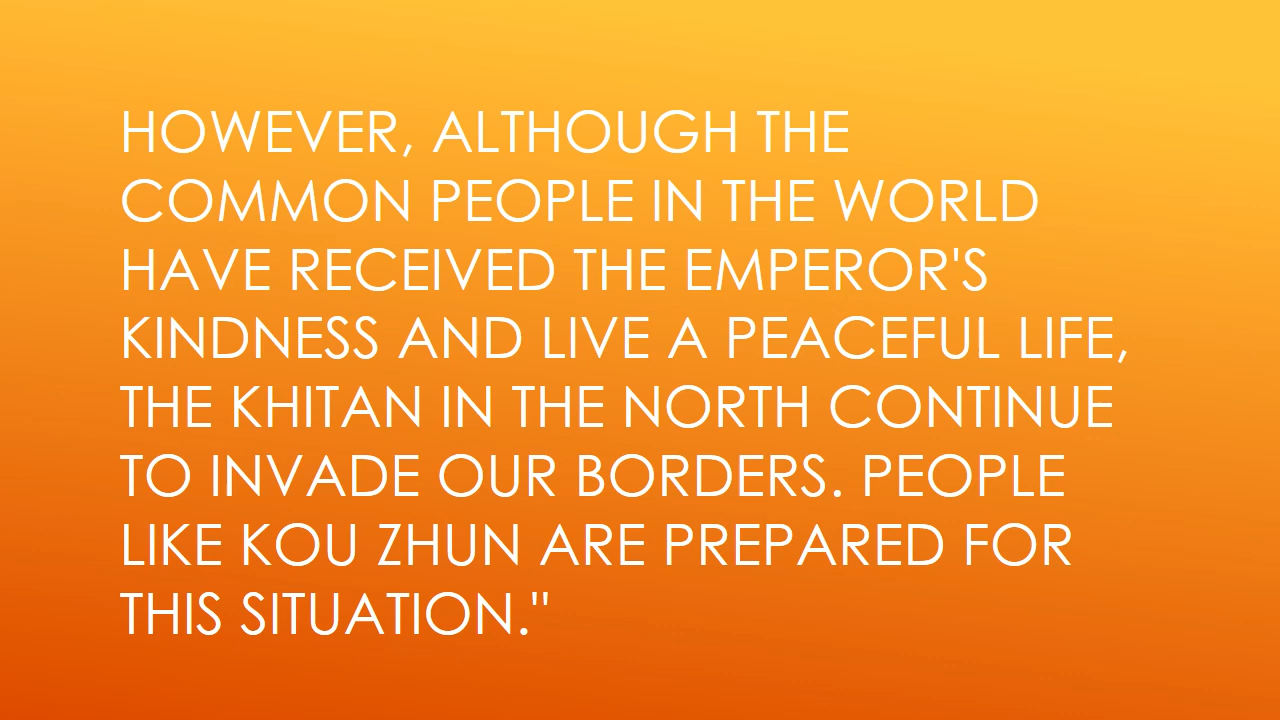 HOWEVER, ALTHOUGH THE
COMMON PEOPLE IN THE WORLD
HAVE RECEIVED THE EMPEROR'S
KINDNESS AND LIVE A PEACEFUL LIFE,
THE KHITAN IN THE NORTH CONTINUE
TO INVADE OUR BORDERS. PEOPLE
LIKE KOU ZHUN ARE PREPARED FOR
THIS SITUATION."